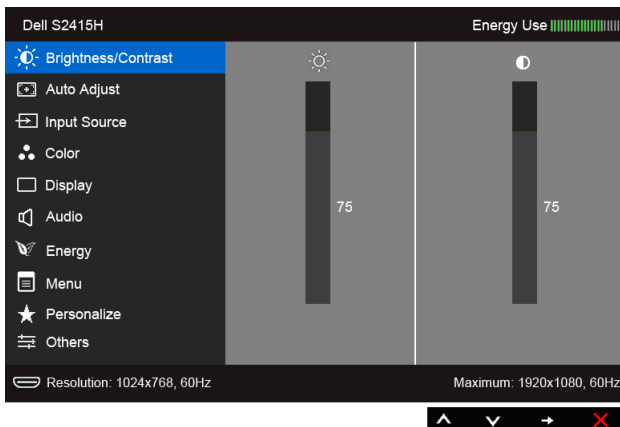 Dell S2415H Energy Use
Brightness/Contrast
Auto Adjust
Input Source
Color
Display
Audio
75 75
Energy
Menu
Personalize
Others
Resolution: 1024x768, 60Hz Maximum: 1920x1080, 60Hz